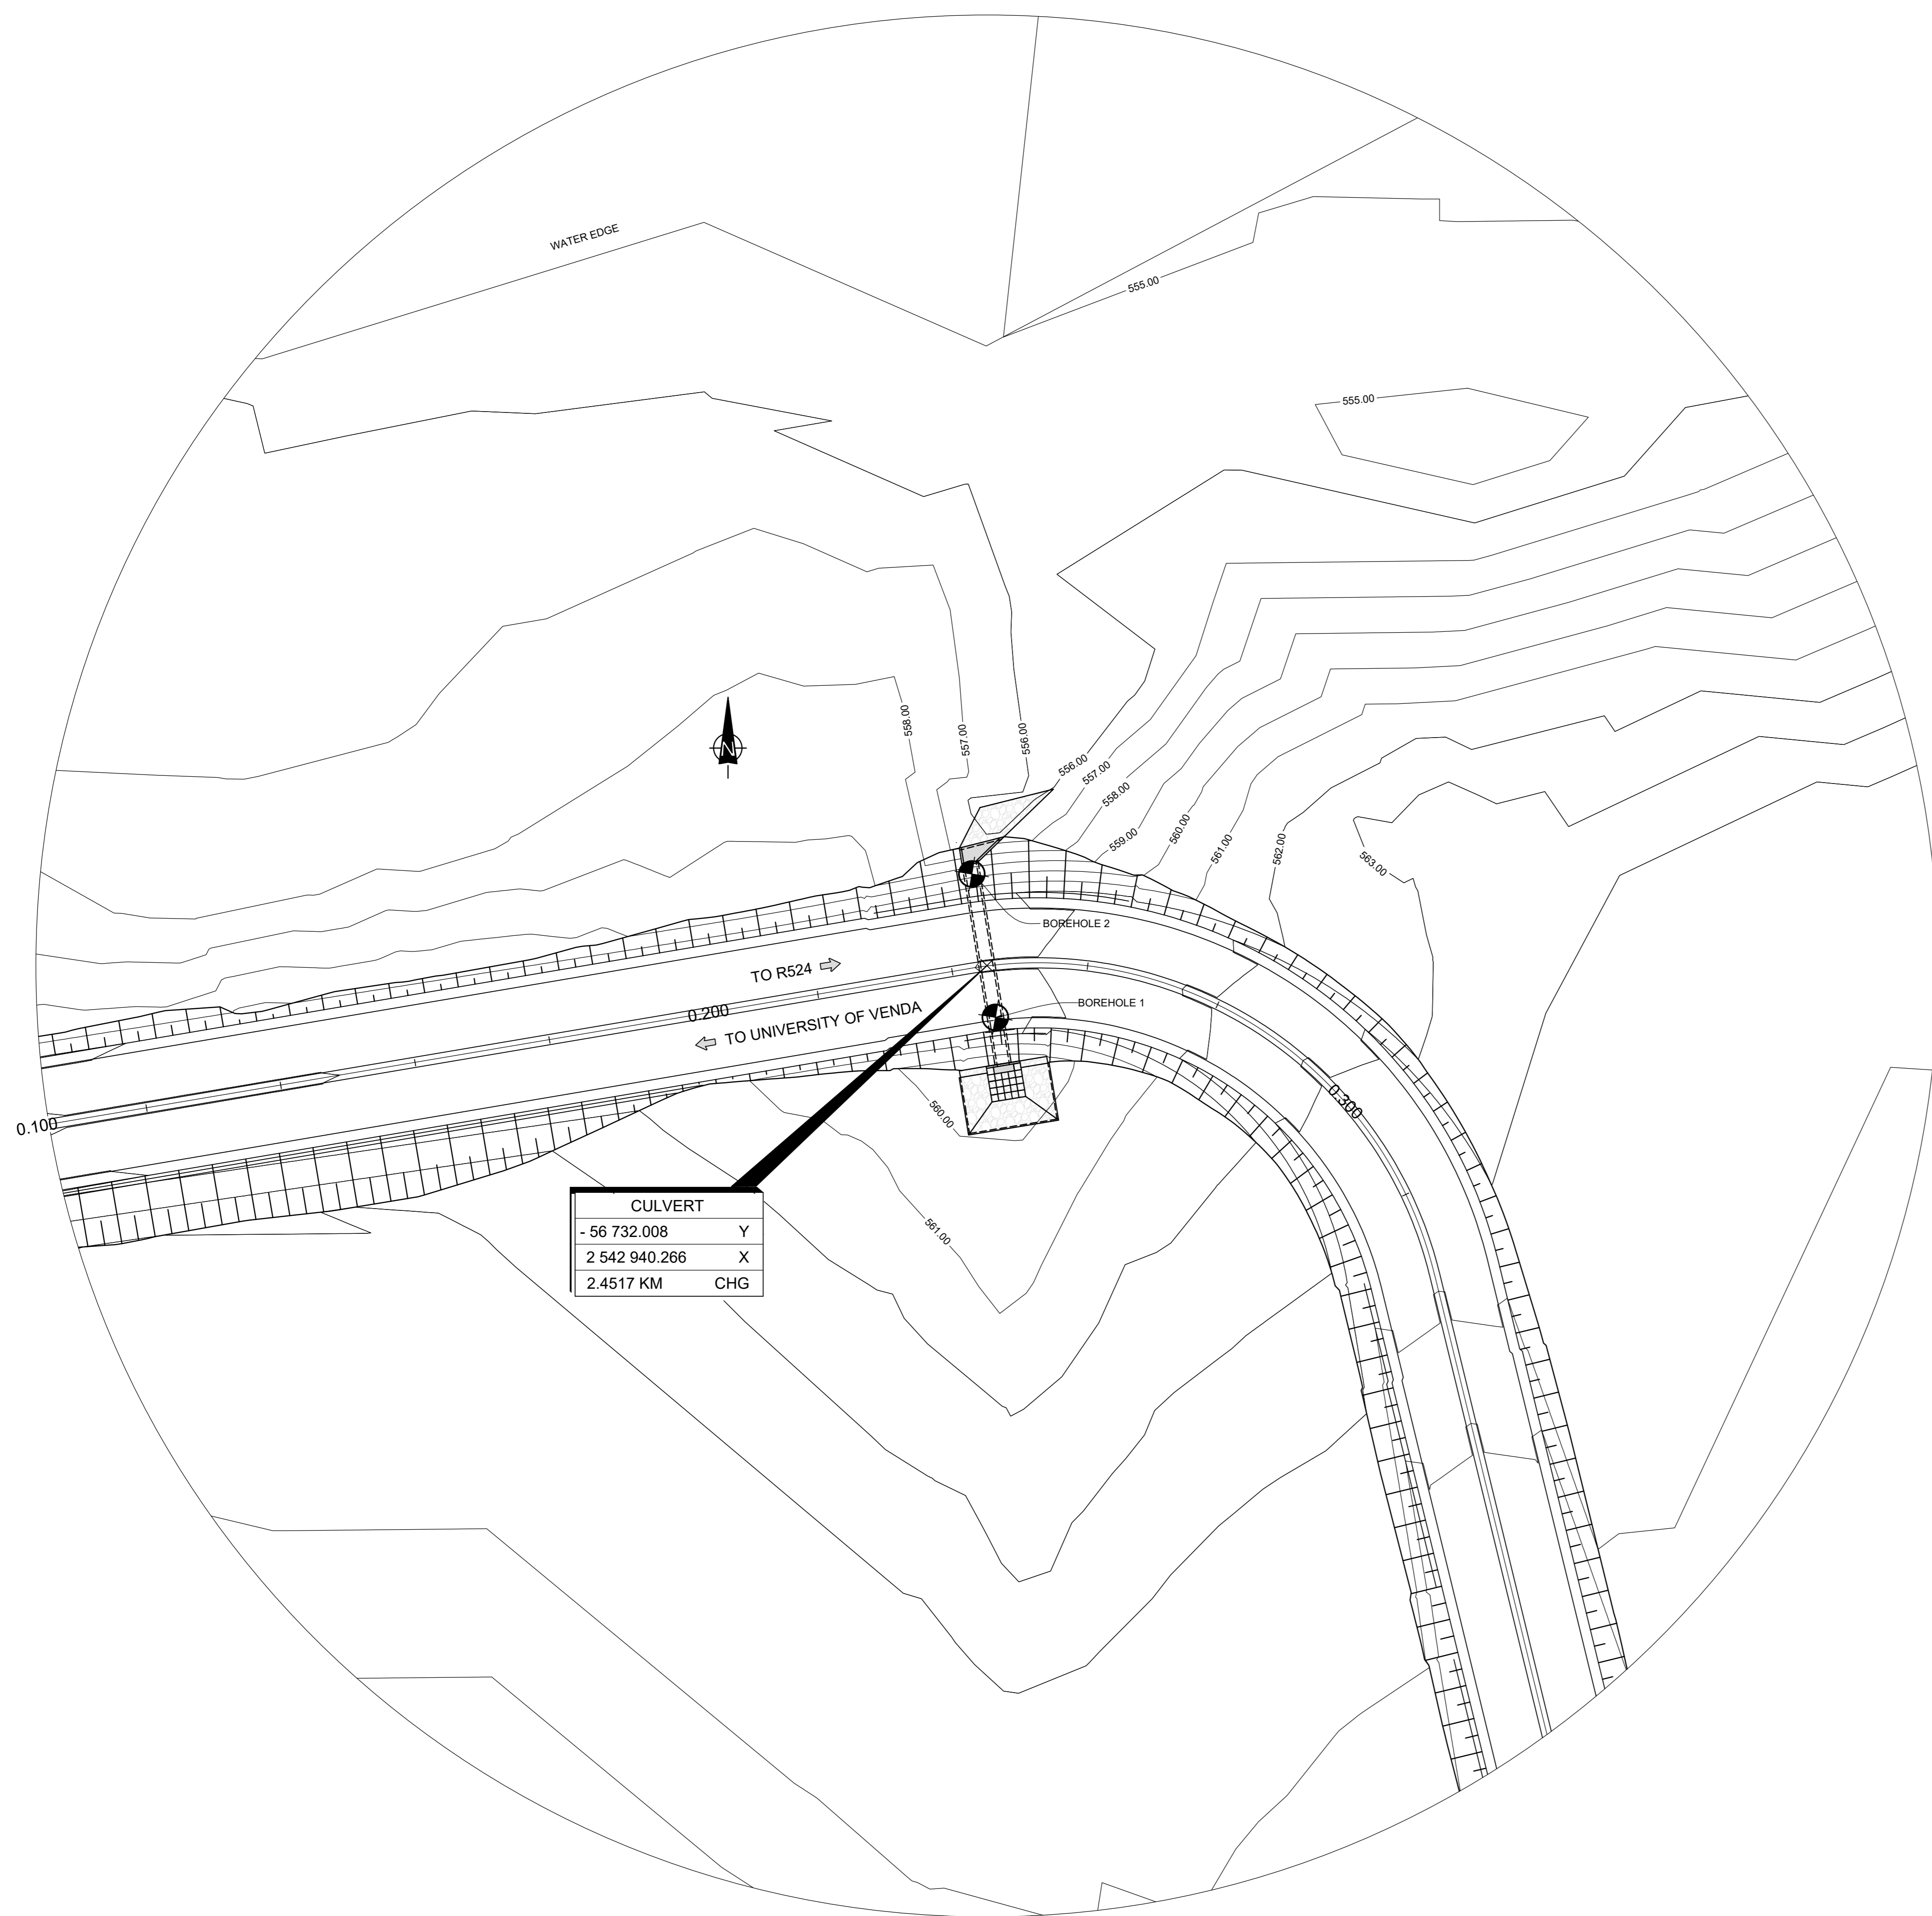 WATER EDGE
555.00
555.00
558.00
557.00
556.00
556.00
557.00
558.00
559.00
560.00
561.00
562.00
563.00
N
BOREHOLE 2
TO R524
0.200
TO UNIVERSITY OF VENDA
BOREHOLE 1
0.100
0.300
560.00
561.00
CULVERT
- 56 732.008 Y
2 542 940.266 X
2.4517 KM CHG